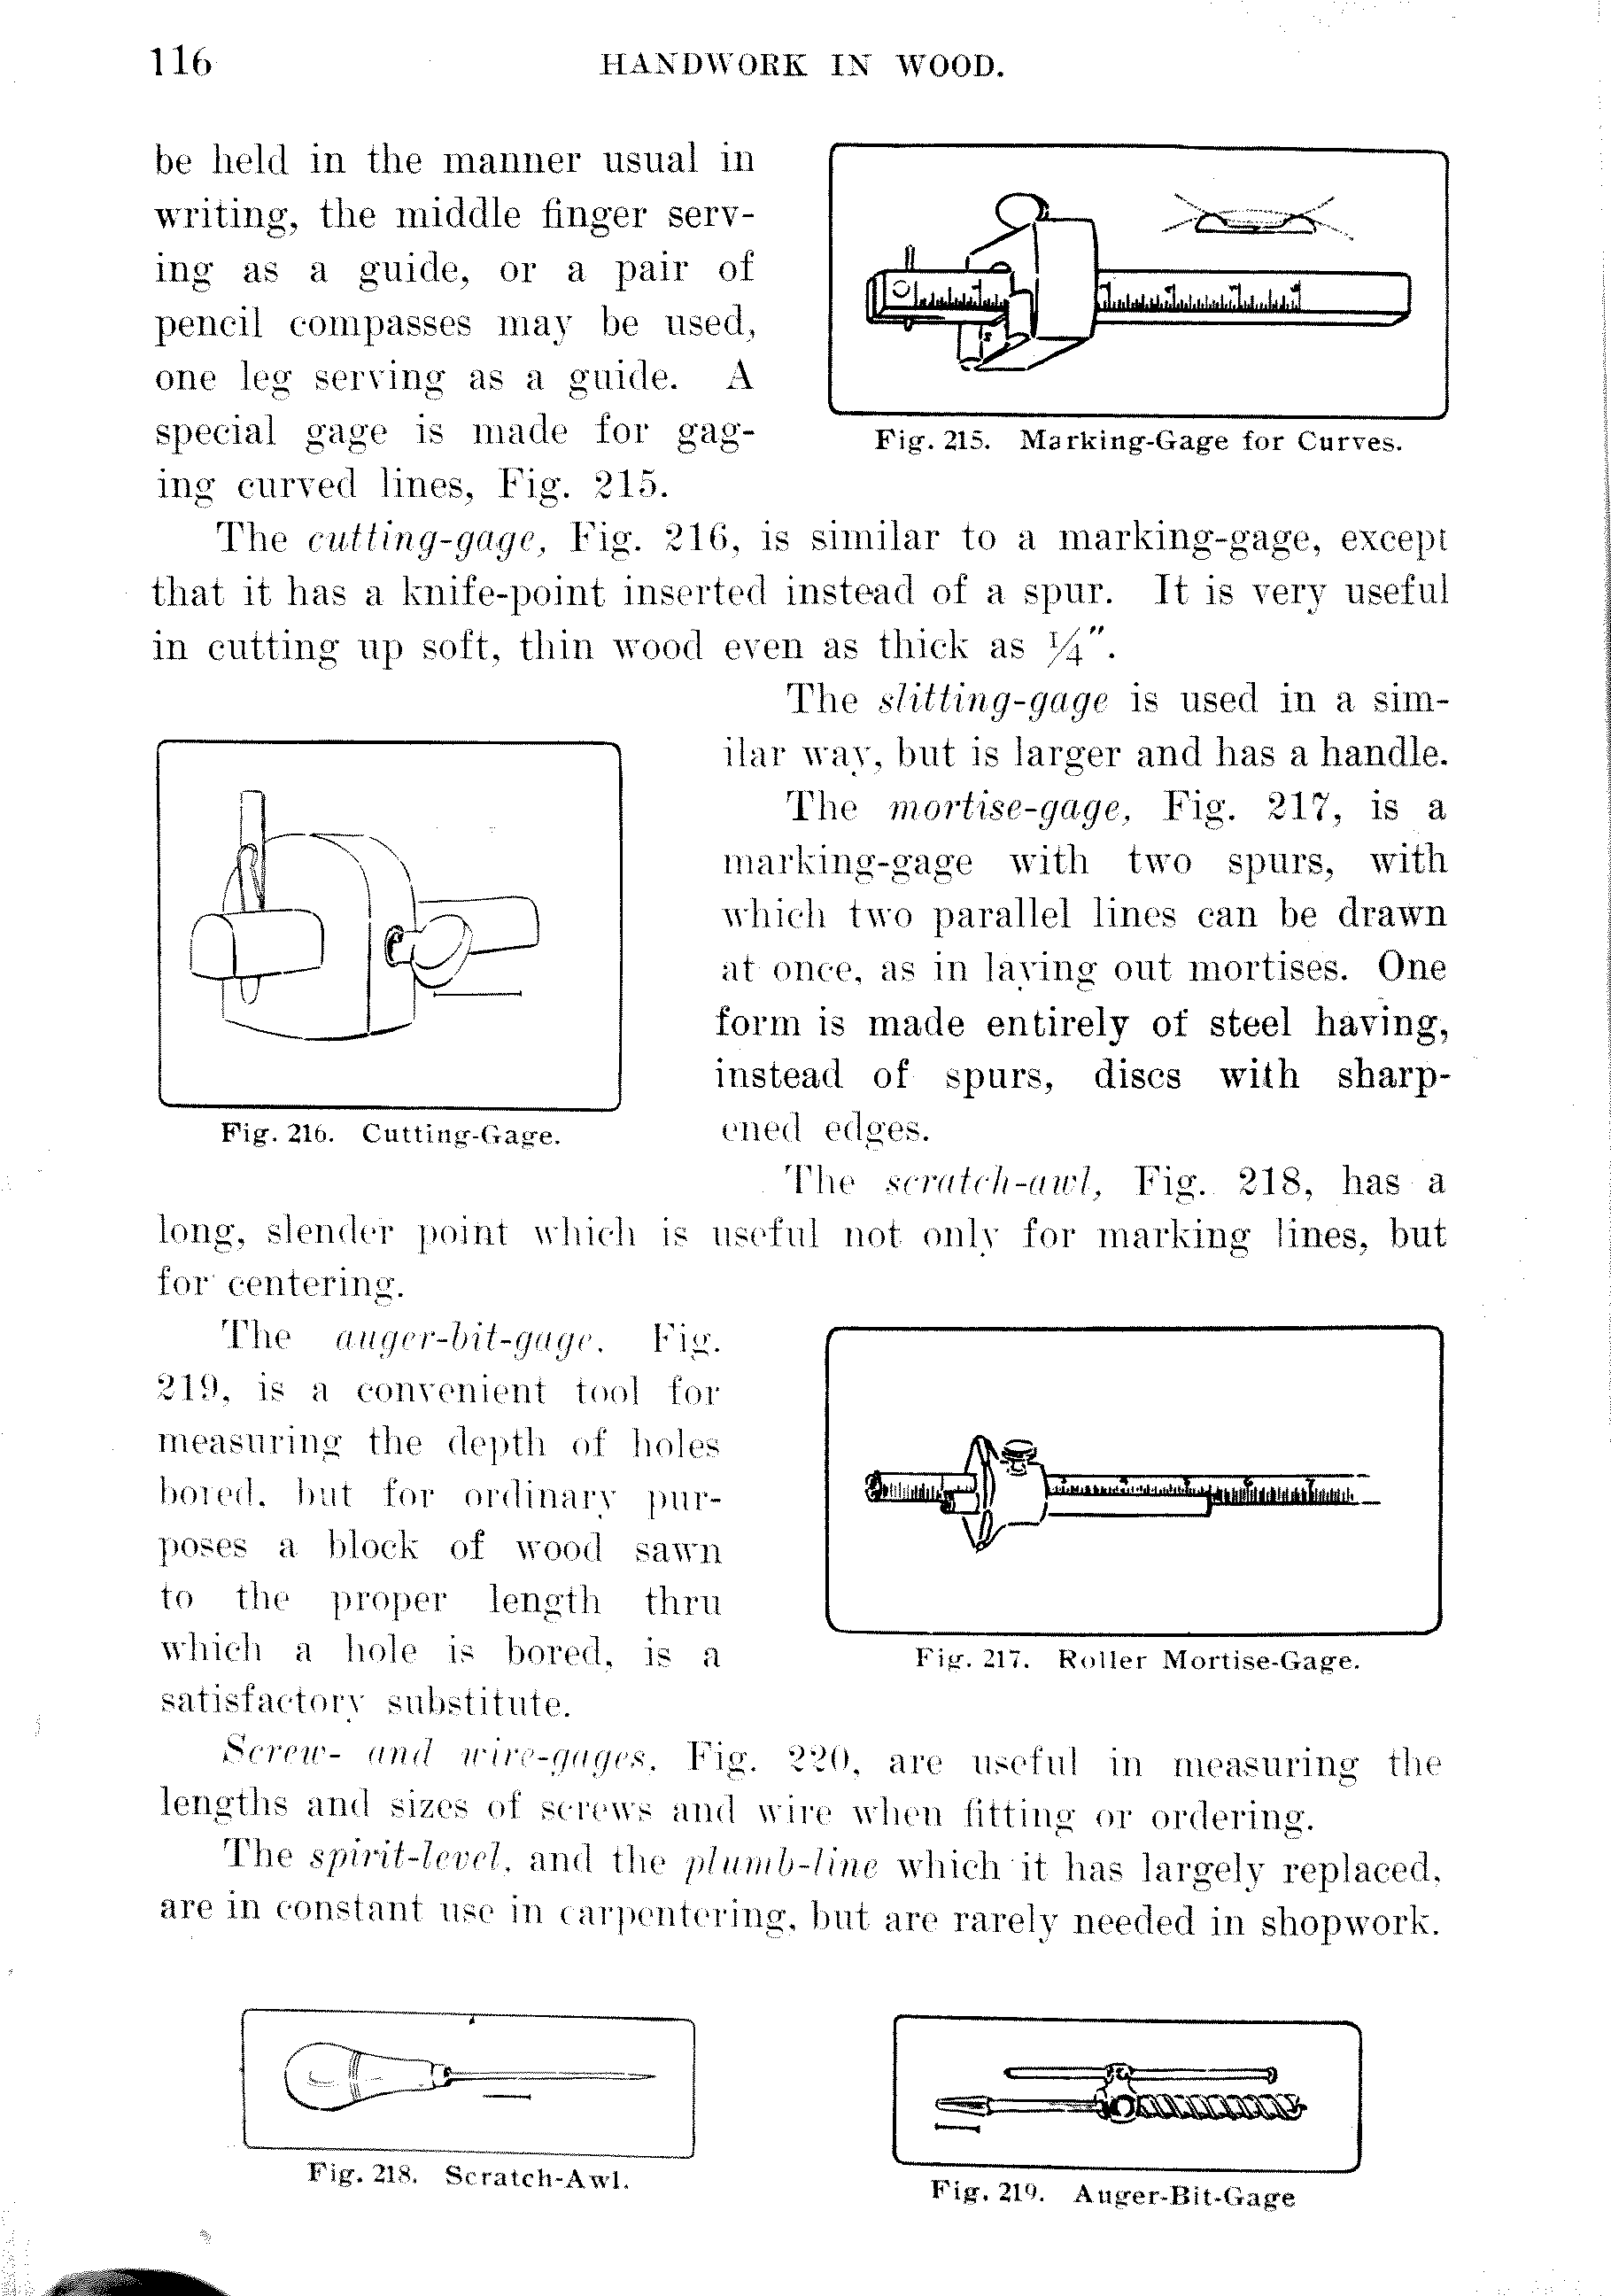 116
HANDWORK IN WOOD.
be held in the manner usual in
writing, the middle finger serv-
ing as a guide, or a pair of
pencil compasses may be used,
one leg serving as a guide. A
special gage is made for gag-
ing curved lines, Fig. 215.
Fig. 215. Marking-Gage for Curves.
The cutting-gage, Fig. 216, is similar to a marking-gage, except
that it has a knife-point inserted instead of a spur. It is very useful
in cutting up soft, thin wood even as thick as ¼".
The slitting-gage is used in a sim-
ilar way, but is larger and has a handle.
The mortise-gage, Fig. 217, is a
marking-gage with two spurs, with
which two parallel lines can be drawn
at once, as in laying out mortises. One
form is made entirely of steel having,
instead of spurs, discs with sharp-
ened edges.
Fig. 216. Cutting-Gage.
The scratch-awl, Fig. 218, has a
long, slender point which is useful not only for marking lines, but
for centering.
The auger-bit-gage. Fig.
219, is a convenient tool for
measuring the depth of holes
bored, but for ordinary pur-
poses a block of wood sawn
to the proper length thru
which a hole is bored, is a
satisfactory substitute.
Fig. 217. Roller Mortise-Gage.
Screw- and wire-gages, Fig. 220, are useful in measuring the
lengths and sizes of screws and wire when fitting or ordering.
The spirit-level, and the plumb-line which it has largely replaced,
are in constant use in carpentering, but are rarely needed in shopwork.
Fig. 218. Scratch-Awl.
Fig. 219. Auger-Bit-Gage